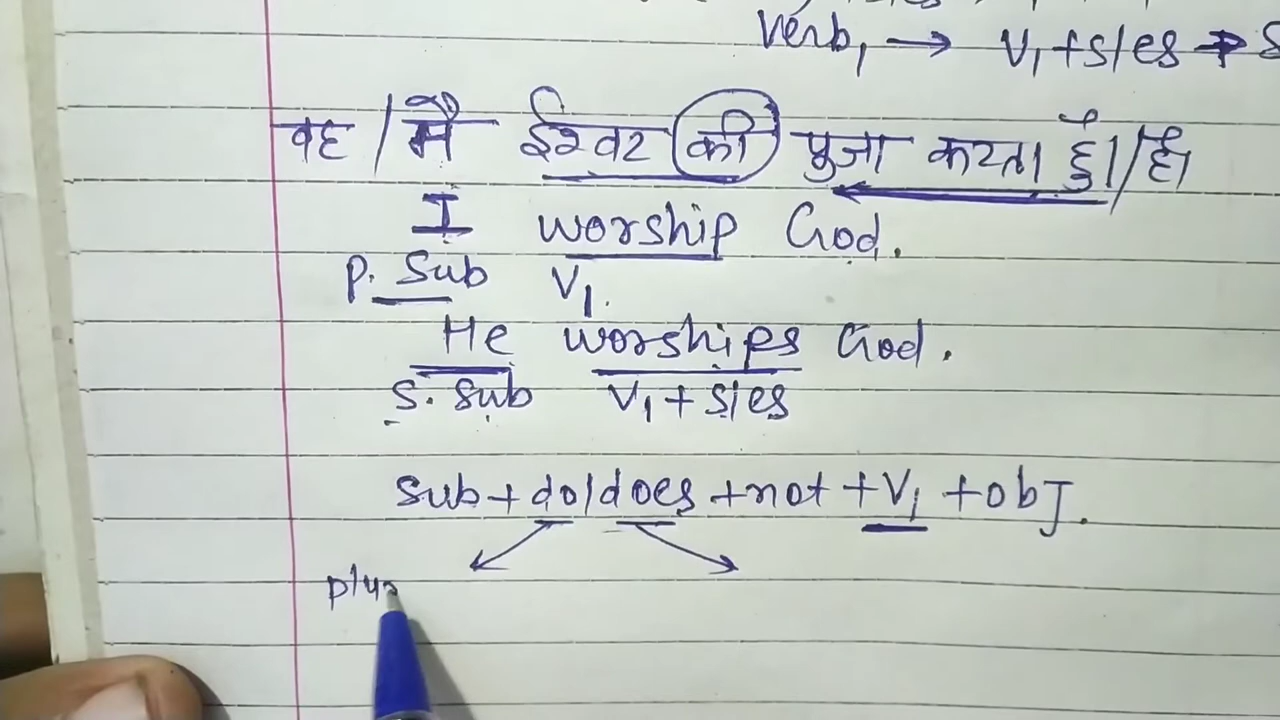 Verb₁ → V₁+s/es →
वह / मै ईश्वर की पुजा करता हुँ।/है।
I worship God.
P. Sub V₁.
He worships God.
S. Sub V₁+s/es
Sub+do/does+not+V₁+obJ.
plur